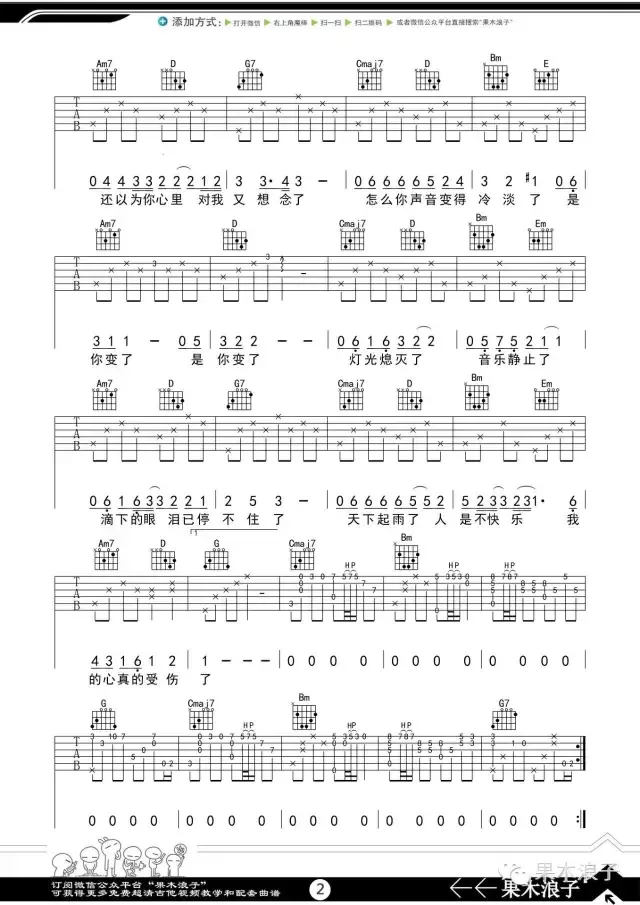 添加方式: ▶ 打开微信 ▶ 右上角魔棒 ▶ 扫一扫 ▶ 扫二维码 ▶ 或者微信公众平台直接搜索“果木浪子”
Am7 D G7 Cmaj7 D Bm E
TAB
0 4 4 3 3 2 2 2 1 2 | 3 3· 4 3 – | 0 6 6 6 6 6 5 2 4 | 3 2 #1 0 6
还以为你心里 对我 又 想 念了 怎么你声音变得 冷 淡 了 是
Am7 D Cmaj7 D Bm Em
TAB 3 3
3 1 1 – 0 5 | 3 2 2 – – | 0 6 1 6 3 2 2 | 0 5 7 5 2 1 1
你变了 是 你变了 灯光熄灭了 音乐静止了
Am7 D G7 Cmaj7 D Bm Em
TAB
0 6 1 6 3 3 2 2 1 | 2 5 3 – | 0 6 6 6 6 6 5 5 2 | 5 2 3 3 2 3 1· 6
滴下的眼 泪已停 不 住 了 天下起雨了 人 是不快 乐 我
Am7 D G Cmaj7 Bm
1
HP HP HP
TAB
4 3 1 6 1 2 | 1 – – – | 0 0 0 0 | 0 0 0 0 | 0 0 0 0
的心真的受伤 了
G Cmaj7 Bm G7
HP HP
TAB
0 0 0 0 | 0 0 0 0 | 0 0 0 0 | 0 0 0 0 | 0 0 0 0
订阅微信公众平台 “果木浪子”
可获得更多免费超清吉他视频教学和配套曲谱
2
果木浪子
果木浪子